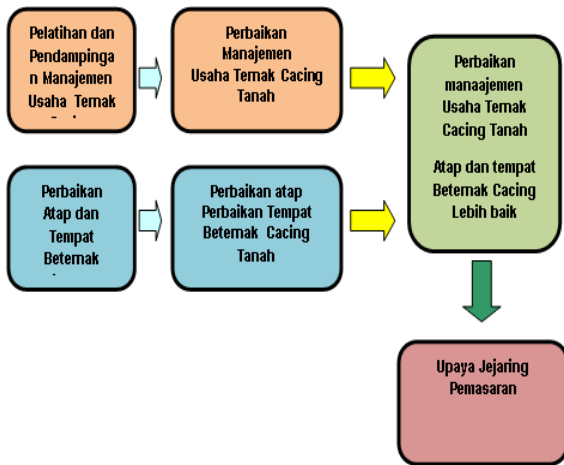 Pelatihan dan
Pendampinga
n Manajemen
Usaha Ternak
Perbaikan
Manajemen
Usaha Ternak Cacing
Tanah
Perbaikan
manaajemen
Usaha Ternak
Cacing Tanah
Atap dan tempat
Beternak Cacing
Lebih baik
Perbaikan
Atap dan
Tempat
Beternak
Perbaikan atap
Perbaikan Tempat
Beternak Cacing
Tanah
Upaya Jejaring
Pemasaran